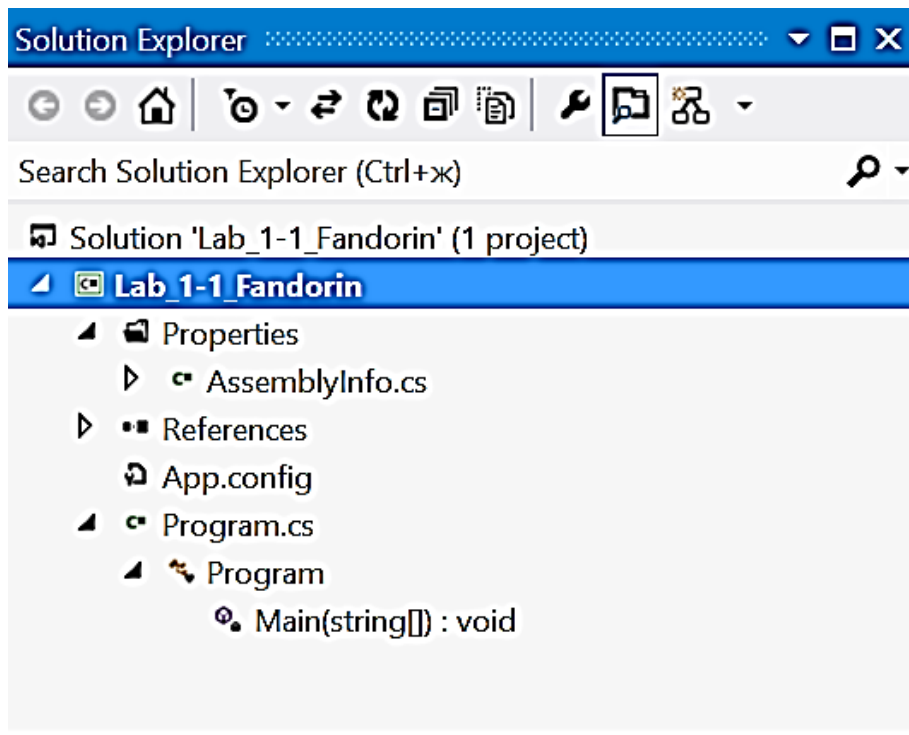 Solution Explorer
Search Solution Explorer (Ctrl+ж)
Solution 'Lab_1-1_Fandorin' (1 project)
Lab_1-1_Fandorin
Properties
AssemblyInfo.cs
References
App.config
Program.cs
Program
Main(string[]) : void